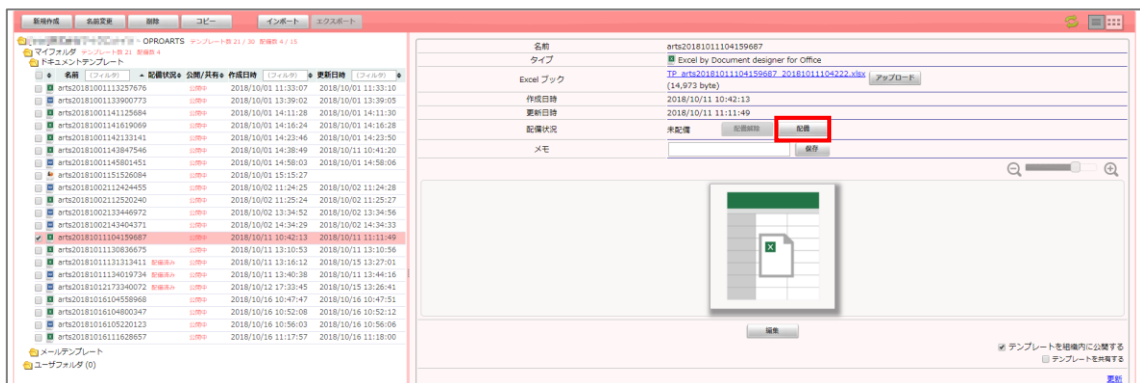 新規作成 名前変更 削除 コピー インポート エクスポート
- OPROARTS テンプレート数 21 / 30 配備数 4 / 15
マイフォルダ テンプレート数 21 配備数 4
ドキュメントテンプレート
名前 (フィルタ) 配備状況 公開/共有 作成日時 (フィルタ) 更新日時 (フィルタ)
arts20181001113257676 公開中 2018/10/01 11:33:07 2018/10/01 11:33:10
arts20181001133900773 公開中 2018/10/01 13:39:02 2018/10/01 13:39:05
arts20181001141125684 公開中 2018/10/01 14:11:28 2018/10/01 14:11:30
arts20181001141619069 公開中 2018/10/01 14:16:24 2018/10/01 14:16:28
arts20181001142133141 公開中 2018/10/01 14:23:46 2018/10/01 14:23:50
arts20181001143847546 公開中 2018/10/01 14:38:49 2018/10/11 10:41:20
arts20181001145801451 公開中 2018/10/01 14:58:03 2018/10/01 14:58:06
arts20181001151526084 公開中 2018/10/01 15:15:27
arts20181002112424455 公開中 2018/10/02 11:24:25 2018/10/02 11:24:28
arts20181002112520240 公開中 2018/10/02 11:25:24 2018/10/02 11:25:27
arts20181002133446972 公開中 2018/10/02 13:34:52 2018/10/02 13:34:56
arts20181002143404371 公開中 2018/10/02 14:34:29 2018/10/02 14:34:33
arts20181011104159687 公開中 2018/10/11 10:42:13 2018/10/11 11:11:49
arts20181011130836675 公開中 2018/10/11 13:10:53 2018/10/11 13:10:56
arts20181011131313411 配備済み 公開中 2018/10/11 13:16:12 2018/10/15 13:27:01
arts20181011134019734 配備済み 公開中 2018/10/11 13:40:38 2018/10/11 13:44:16
arts20181012173340072 配備済み 公開中 2018/10/12 17:33:45 2018/10/15 13:26:41
arts20181016104558968 公開中 2018/10/16 10:47:47 2018/10/16 10:47:51
arts20181016104800347 公開中 2018/10/16 10:52:08 2018/10/16 10:52:12
arts20181016105220123 公開中 2018/10/16 10:56:03 2018/10/16 10:56:06
arts20181016111628657 公開中 2018/10/16 11:17:57 2018/10/16 11:18:00
メールテンプレート
ユーザフォルダ (0)
名前 arts20181011104159687
タイプ Excel by Document designer for Office
Excel ブック TP_arts20181011104159687_20181011104222.xlsx アップロード
(14,973 byte)
作成日時 2018/10/11 10:42:13
更新日時 2018/10/11 11:11:49
配備状況 未配備 配備解除 配備
メモ 保存
編集
テンプレートを組織内に公開する
テンプレートを共有する
更新